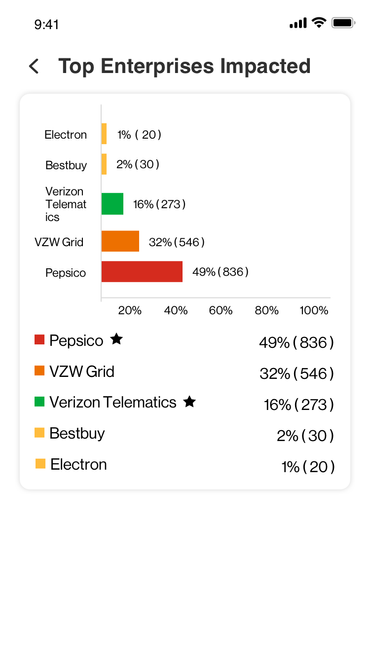 9:41
Top Enterprises Impacted
Electron 1% ( 20)
Bestbuy 2% (30)
Verizon
Telemat
ics
16% (273)
VZW Grid 32% (546)
Pepsico 49% (836)
20% 40% 60% 80% 100%
Pepsico ★ 49% (836)
VZW Grid 32% (546)
Verizon Telematics ★ 16% (273)
Bestbuy 2% (30)
Electron 1% (20)